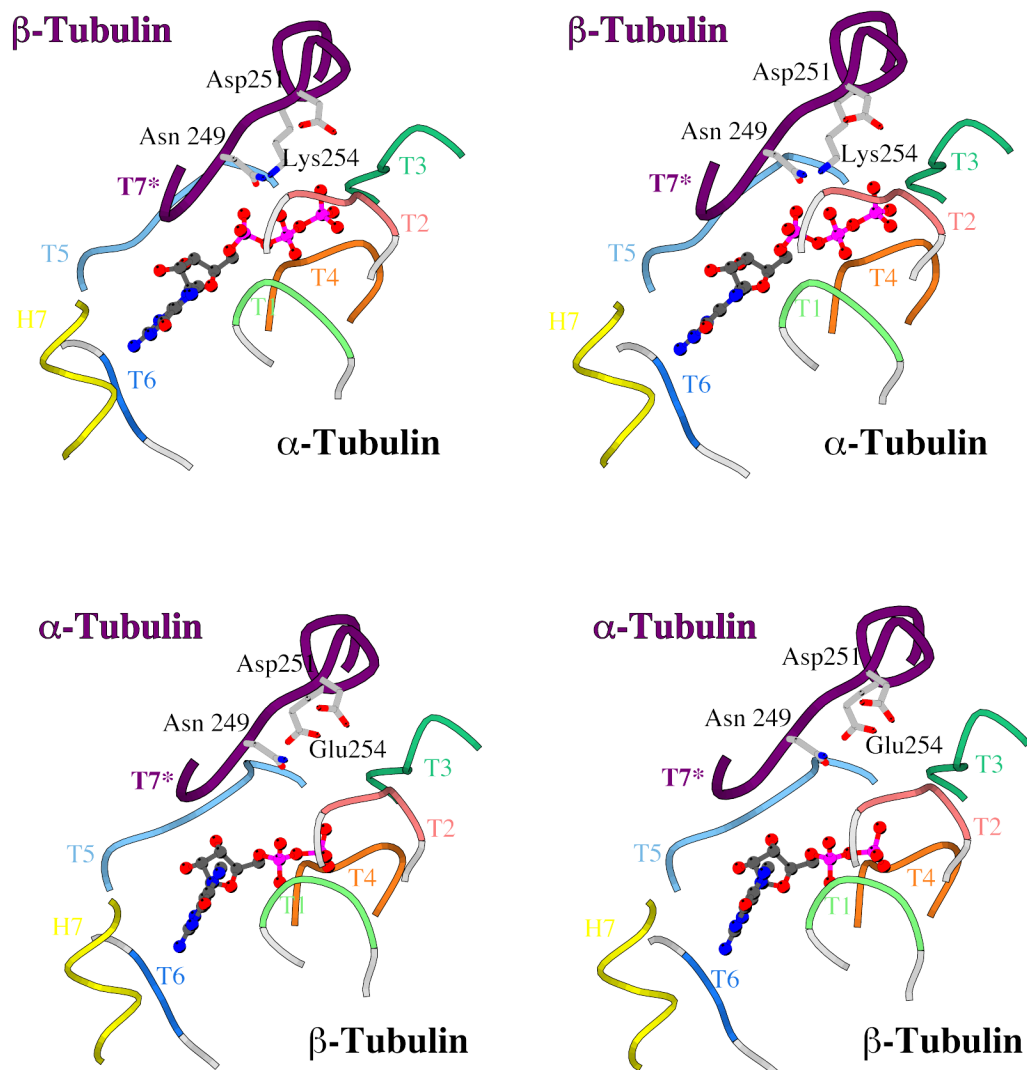 β-Tubulin
Asp251
Asn 249
Lys254
T3
T7*
T2
T5
T4
T1
H7
T6
α-Tubulin
β-Tubulin
Asp251
Asn 249
Lys254
T3
T7*
T2
T5
T4
T1
H7
T6
α-Tubulin
α-Tubulin
Asp251
Asn 249
Glu254
T3
T7*
T2
T5
T4
T1
H7
T6
β-Tubulin
α-Tubulin
Asp251
Asn 249
Glu254
T3
T7*
T2
T5
T4
T1
H7
T6
β-Tubulin